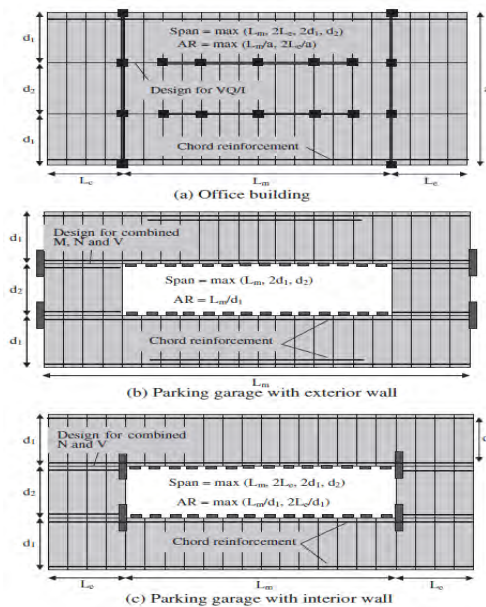 d₁
Span = max (Lₘ, 2Lₑ, 2d₁, d₂)
AR = max (Lₘ/a, 2Lₑ/a)
a
d₂
Design for VQ/I
d₁
Chord reinforcement
Lₑ
Lₘ
Lₑ
(a) Office building
d₁
Design for combined
M, N and V
d₂
Span = max (Lₘ, 2d₁, d₂)
AR = Lₘ/d₁
d₁
Chord reinforcement
Lₘ
(b) Parking garage with exterior wall
d₁
Design for combined
N and V
d₂
Span = max (Lₘ, 2Lₑ, 2d₁, d₂)
AR = max (Lₘ/d₁, 2Lₑ/d₁)
d₁
Chord reinforcement
Lₑ
Lₘ
Lₑ
(c) Parking garage with interior wall